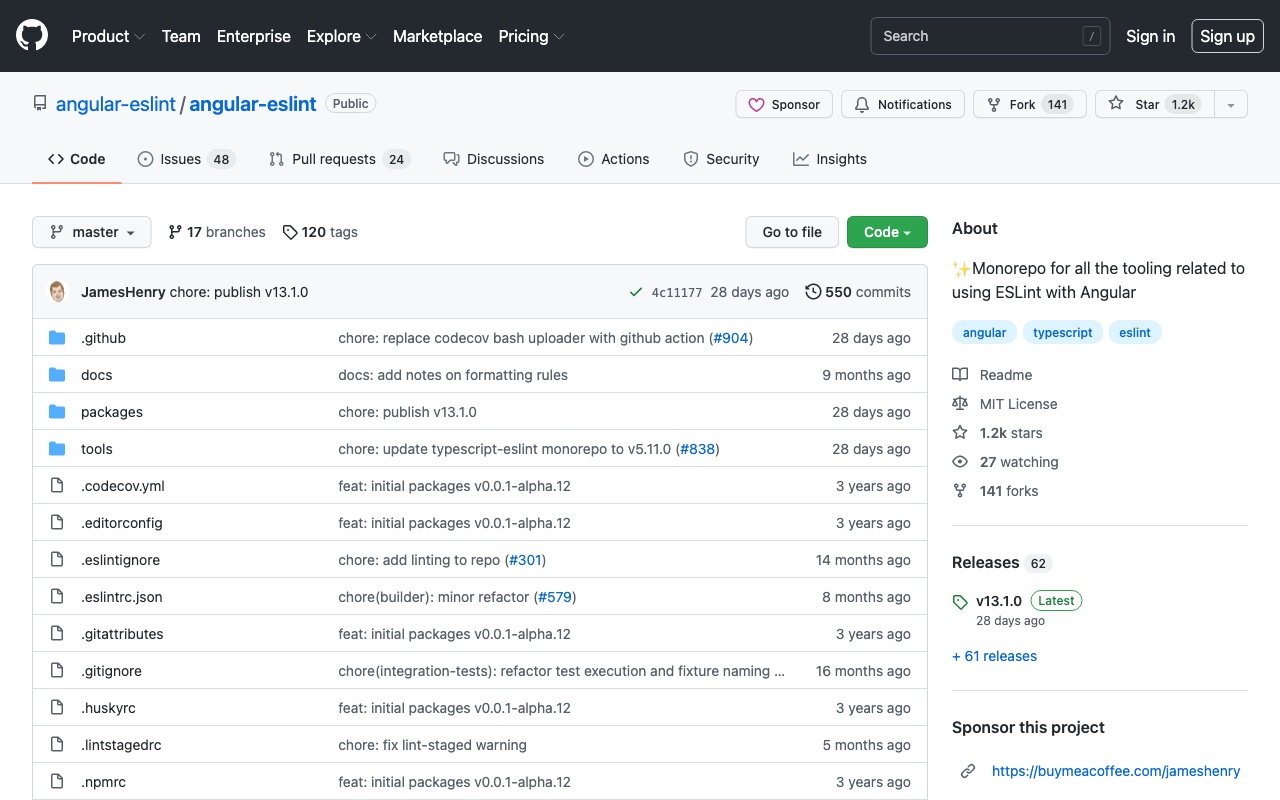 Product Team Enterprise Explore Marketplace Pricing Search / Sign in Sign up
angular-eslint / angular-eslint Public Sponsor Notifications Fork 141 Star 1.2k
Code Issues 48 Pull requests 24 Discussions Actions Security Insights
master 17 branches 120 tags Go to file Code
JamesHenry chore: publish v13.1.0 4c11177 28 days ago 550 commits
.github chore: replace codecov bash uploader with github action (#904) 28 days ago
docs docs: add notes on formatting rules 9 months ago
packages chore: publish v13.1.0 28 days ago
tools chore: update typescript-eslint monorepo to v5.11.0 (#838) 28 days ago
.codecov.yml feat: initial packages v0.0.1-alpha.12 3 years ago
.editorconfig feat: initial packages v0.0.1-alpha.12 3 years ago
.eslintignore chore: add linting to repo (#301) 14 months ago
.eslintrc.json chore(builder): minor refactor (#579) 8 months ago
.gitattributes feat: initial packages v0.0.1-alpha.12 3 years ago
.gitignore chore(integration-tests): refactor test execution and fixture naming ... 16 months ago
.huskyrc feat: initial packages v0.0.1-alpha.12 3 years ago
.lintstagedrc chore: fix lint-staged warning 5 months ago
.npmrc feat: initial packages v0.0.1-alpha.12 3 years ago
About
✨Monorepo for all the tooling related to
using ESLint with Angular
angular typescript eslint
Readme
MIT License
1.2k stars
27 watching
141 forks
Releases 62
v13.1.0 Latest
28 days ago
+ 61 releases
Sponsor this project
https://buymeacoffee.com/jameshenry